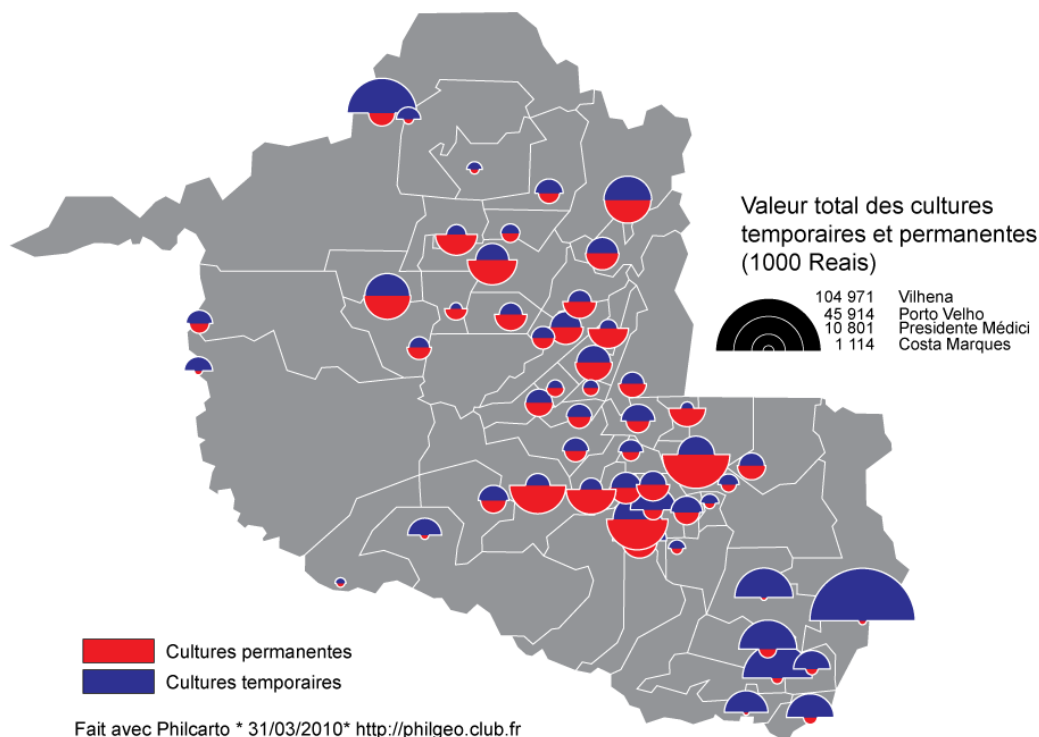 Valeur total des cultures
temporaires et permanentes
(1000 Reais)
104 971 Vilhena
45 914 Porto Velho
10 801 Presidente Médici
1 114 Costa Marques
Cultures permanentes
Cultures temporaires
Fait avec Philcarto * 31/03/2010* http://philgeo.club.fr